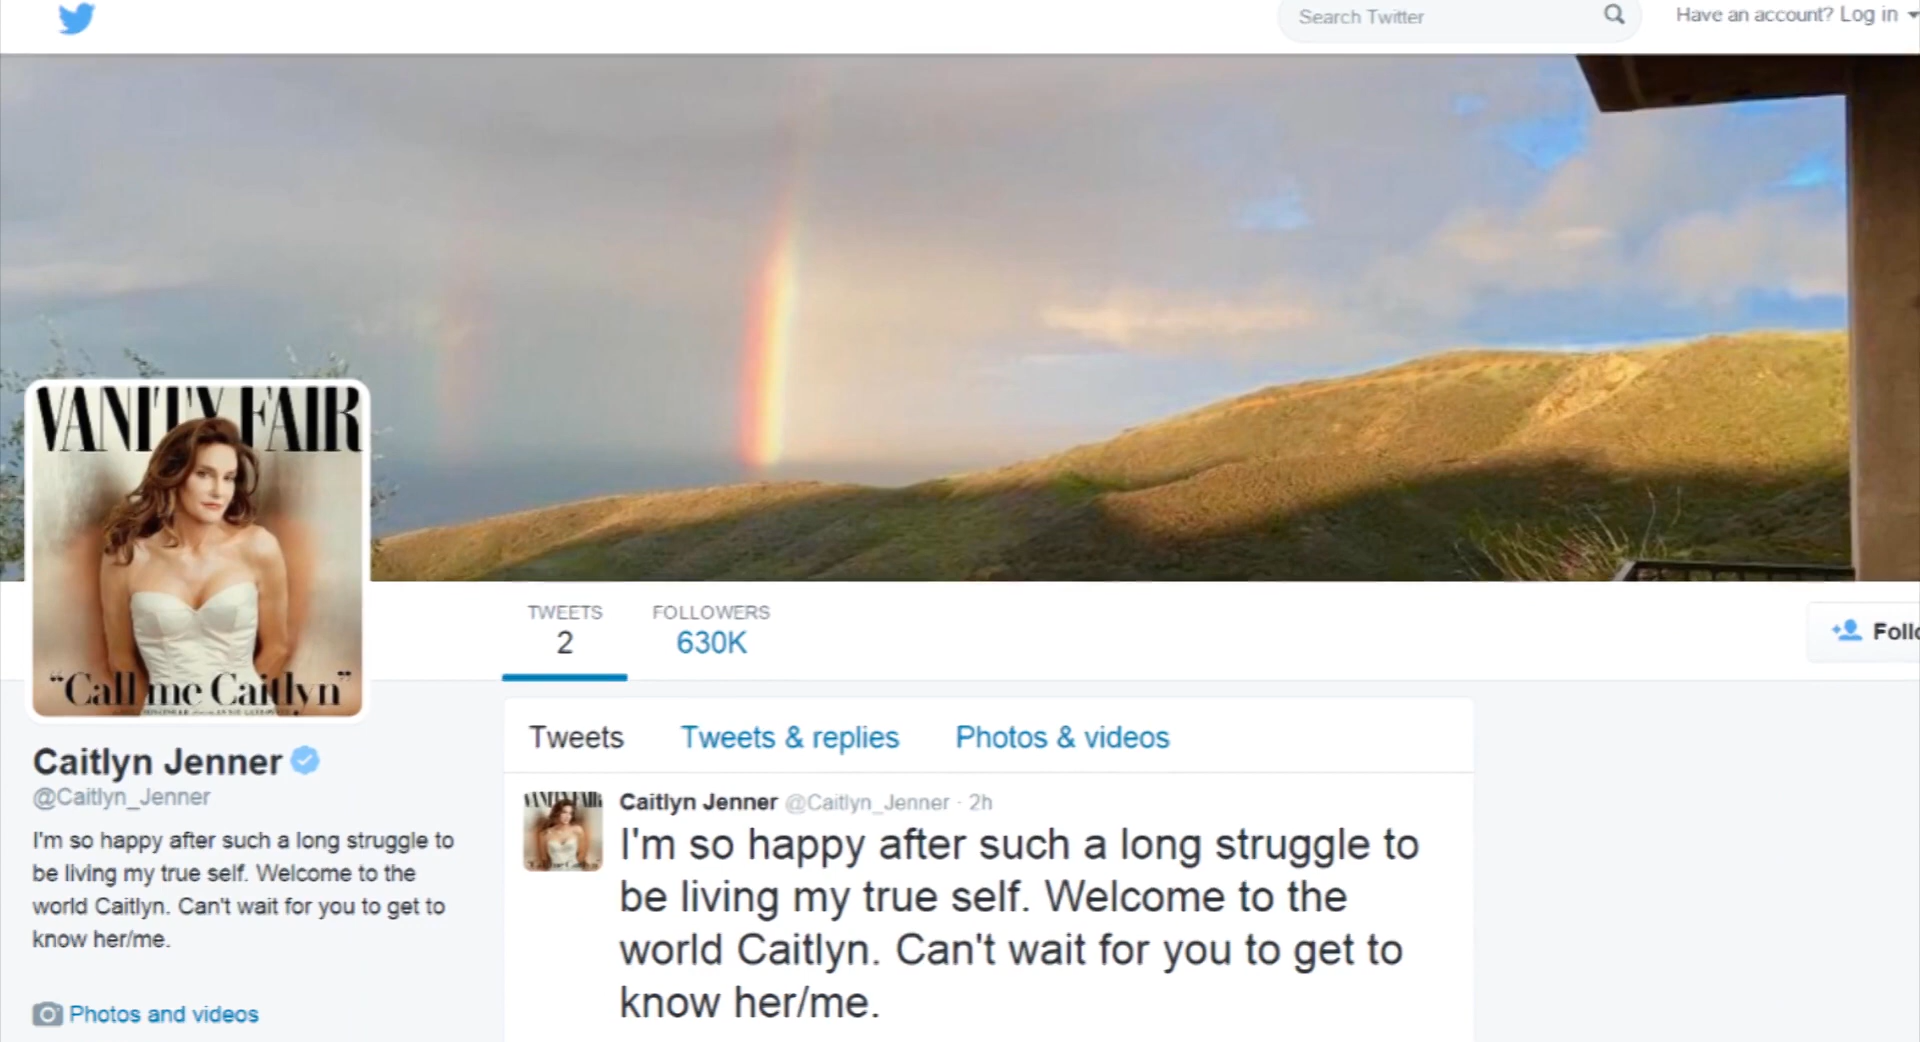 Search Twitter
Have an account? Log in
VANITY FAIR
"Call me Caitlyn"
TWEETS
2
FOLLOWERS
630K
Caitlyn Jenner
@Caitlyn_Jenner
I'm so happy after such a long struggle to
be living my true self. Welcome to the
world Caitlyn. Can't wait for you to get to
know her/me.
Photos and videos
Tweets
Tweets & replies
Photos & videos
VANITY FAIR
Caitlyn Jenner @Caitlyn_Jenner · 2h
I'm so happy after such a long struggle to
be living my true self. Welcome to the
world Caitlyn. Can't wait for you to get to
know her/me.